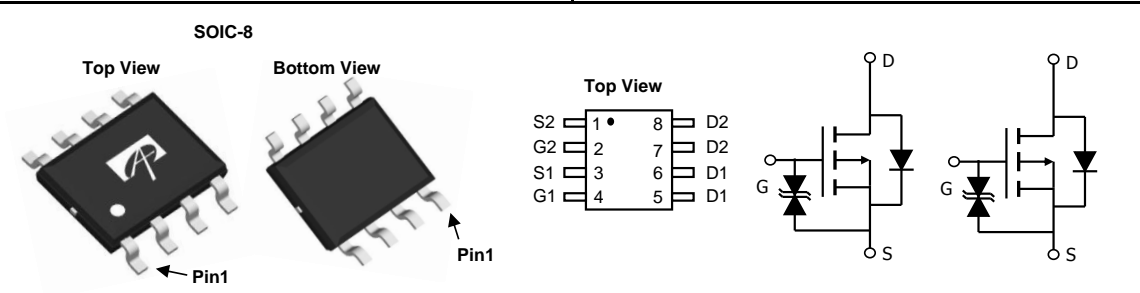 SOIC-8
Top View
Bottom View
Pin1
Pin1
Top View
S2 1 8 D2
G2 2 7 D2
S1 3 6 D1
G1 4 5 D1
D
G
S
D
G
S